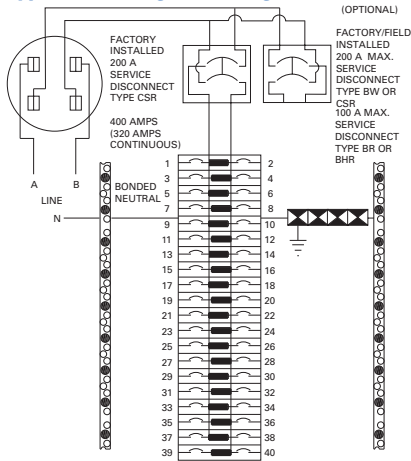 (OPTIONAL)
FACTORY
INSTALLED
200 A
SERVICE
DISCONNECT
TYPE CSR
400 AMPS
(320 AMPS
CONTINUOUS)
FACTORY/FIELD
INSTALLED
200 A MAX.
SERVICE
DISCONNECT
TYPE BW OR
CSR
100 A MAX.
SERVICE
DISCONNECT
TYPE BR OR
BHR
A B
LINE
N
BONDED
NEUTRAL
1 2
3 4
5 6
7 8
9 10
11 12
13 14
15 16
17 18
19 20
21 22
23 24
25 26
27 28
29 30
31 32
33 34
35 36
37 38
39 40